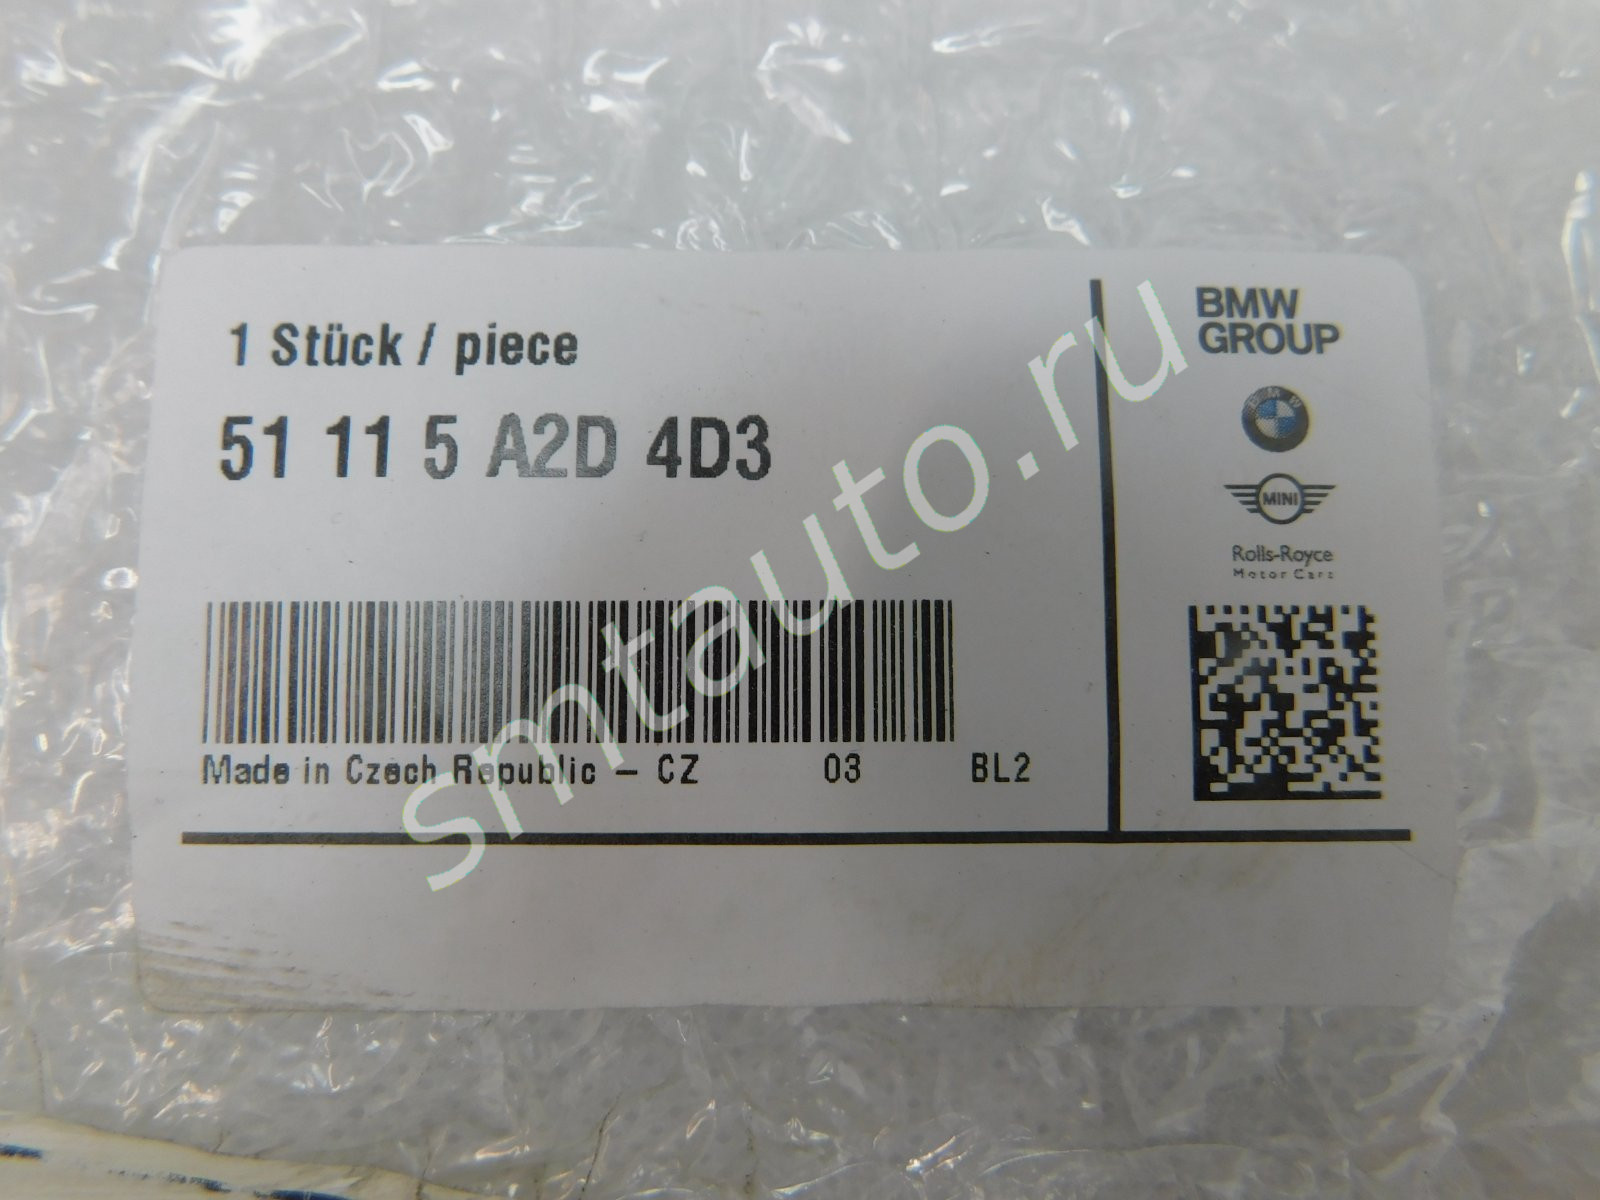 1 Stück / piece
51 11 5 A2D 4D3
Made in Czech Republic – CZ 03 BL2
BMW
GROUP
BMW
MINI
Rolls-Royce
Motor Cars
smtauto.ru